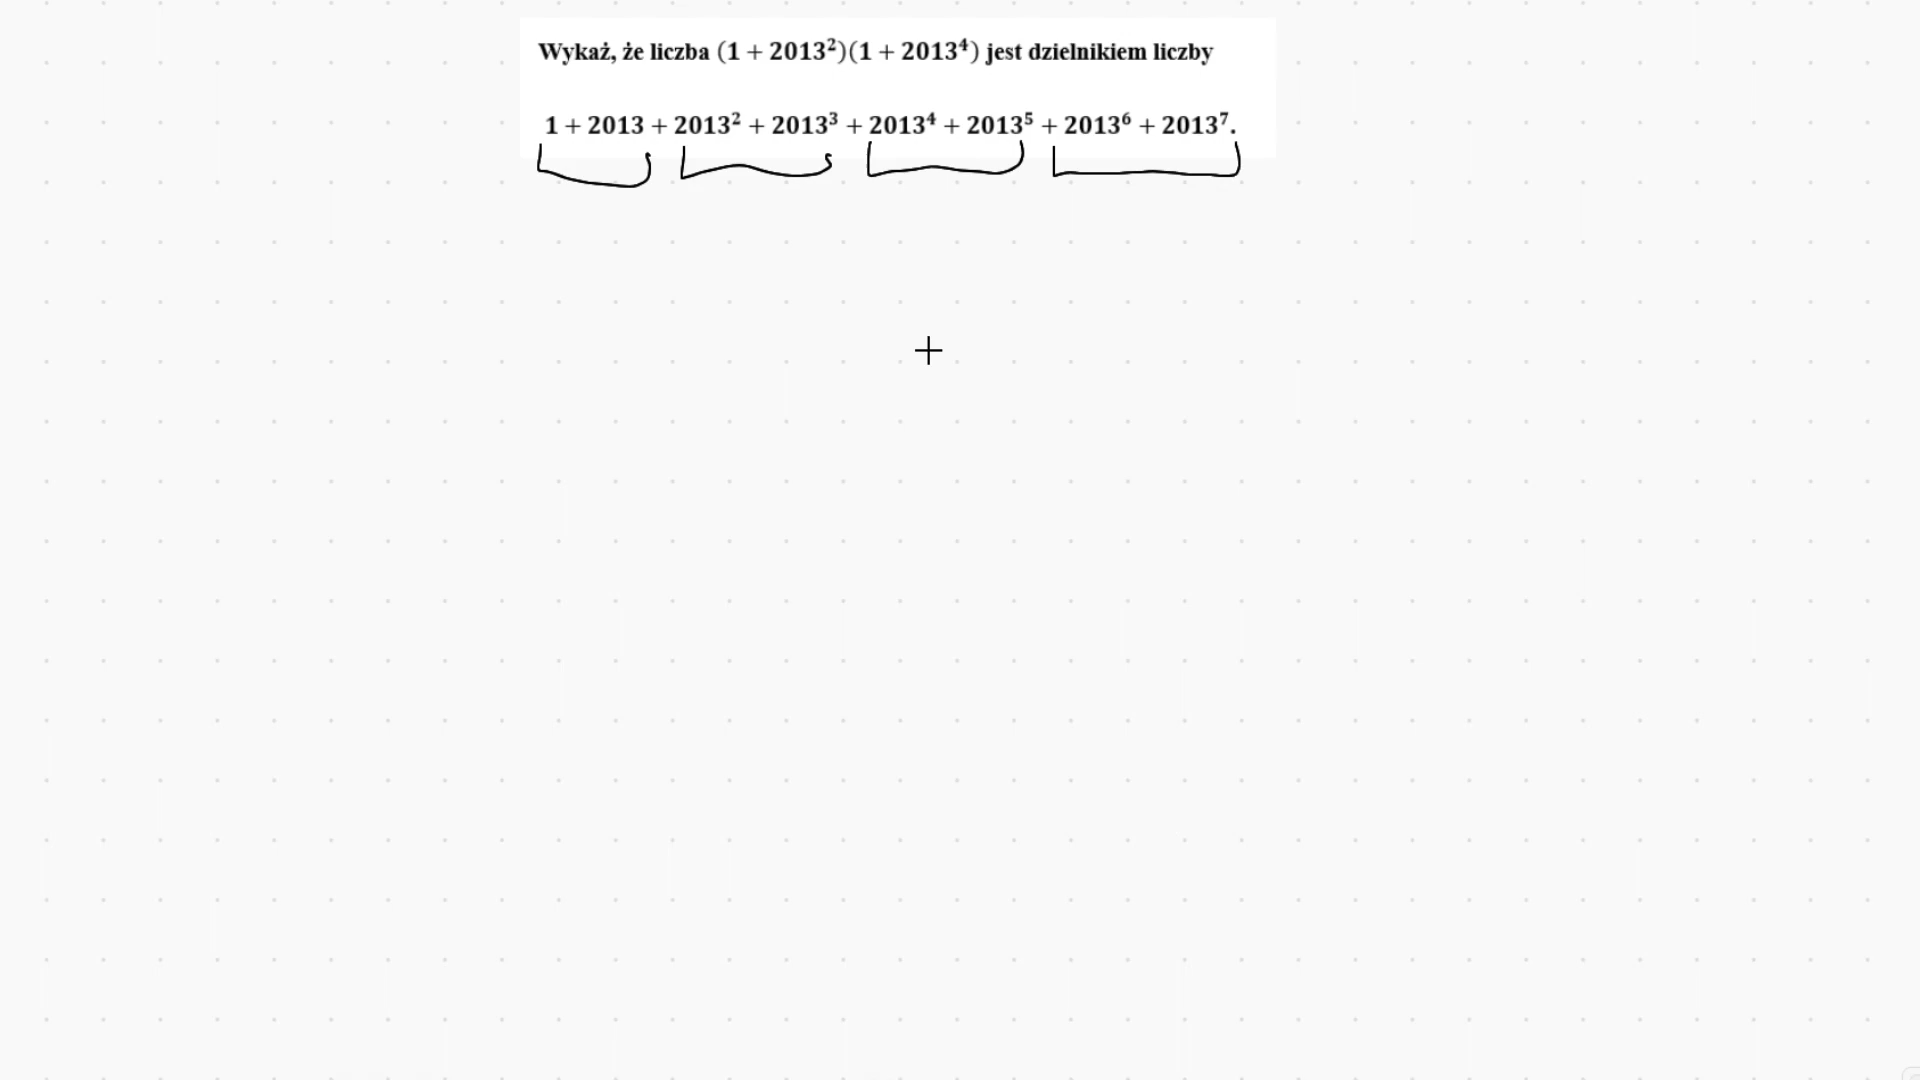 Wykaż, że liczba (1 + 2013²)(1 + 2013⁴) jest dzielnikiem liczby
1 + 2013 + 2013² + 2013³ + 2013⁴ + 2013⁵ + 2013⁶ + 2013⁷.